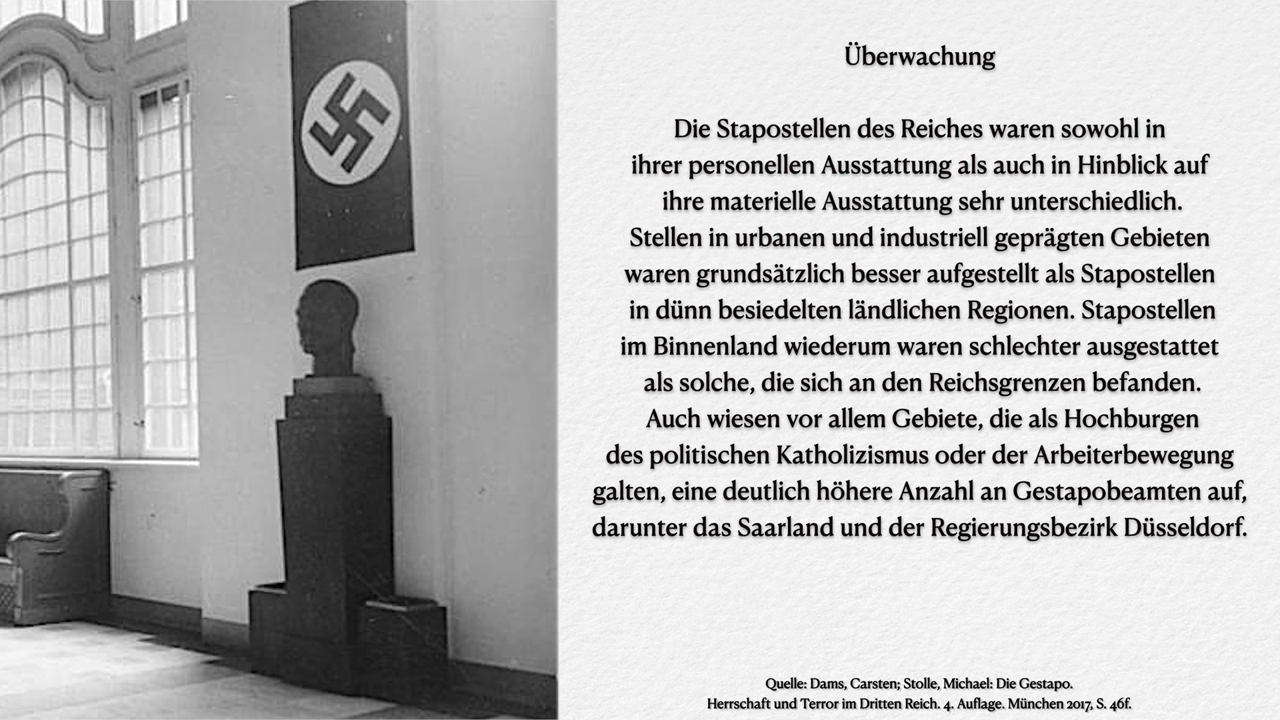 Überwachung
Die Stapostellen des Reiches waren sowohl in
ihrer personellen Ausstattung als auch in Hinblick auf
ihre materielle Ausstattung sehr unterschiedlich.
Stellen in urbanen und industriell geprägten Gebieten
waren grundsätzlich besser aufgestellt als Stapostellen
in dünn besiedelten ländlichen Regionen. Stapostellen
im Binnenland wiederum waren schlechter ausgestattet
als solche, die sich an den Reichsgrenzen befanden.
Auch wiesen vor allem Gebiete, die als Hochburgen
des politischen Katholizismus oder der Arbeiterbewegung
galten, eine deutlich höhere Anzahl an Gestapobeamten auf,
darunter das Saarland und der Regierungsbezirk Düsseldorf.
Quelle: Dams, Carsten; Stolle, Michael: Die Gestapo.
Herrschaft und Terror im Dritten Reich. 4. Auflage. München 2017, S. 46f.